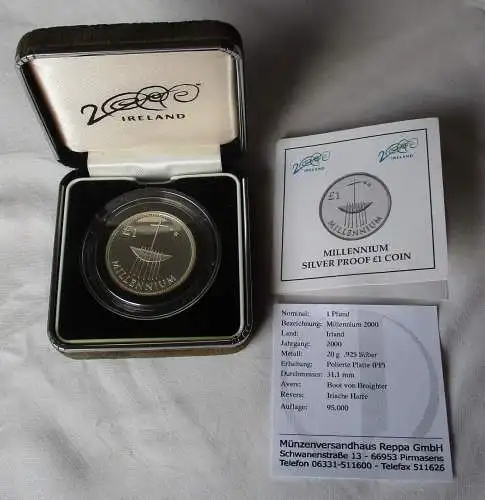 2000
IRELAND
£1
MILLENNIUM
2000
IRELAND
2000
IRELAND
£1
MILLENNIUM
MILLENNIUM
SILVER PROOF £1 COIN
Nominal: 1 Pfund
Bezeichnung: Millennium 2000
Land: Irland
Jahrgang: 2000
Metall: 20 g .925 Silber
Erhaltung: Polierte Platte (PP)
Durchmesser: 31,1 mm
Avers: Boot von Broighter
Revers: Irische Harfe
Auflage: 95.000
Münzenversandhaus Reppa GmbH
Schwanenstraße 13 - 66953 Pirmasens
Telefon 06331-511600 - Telefax 511626